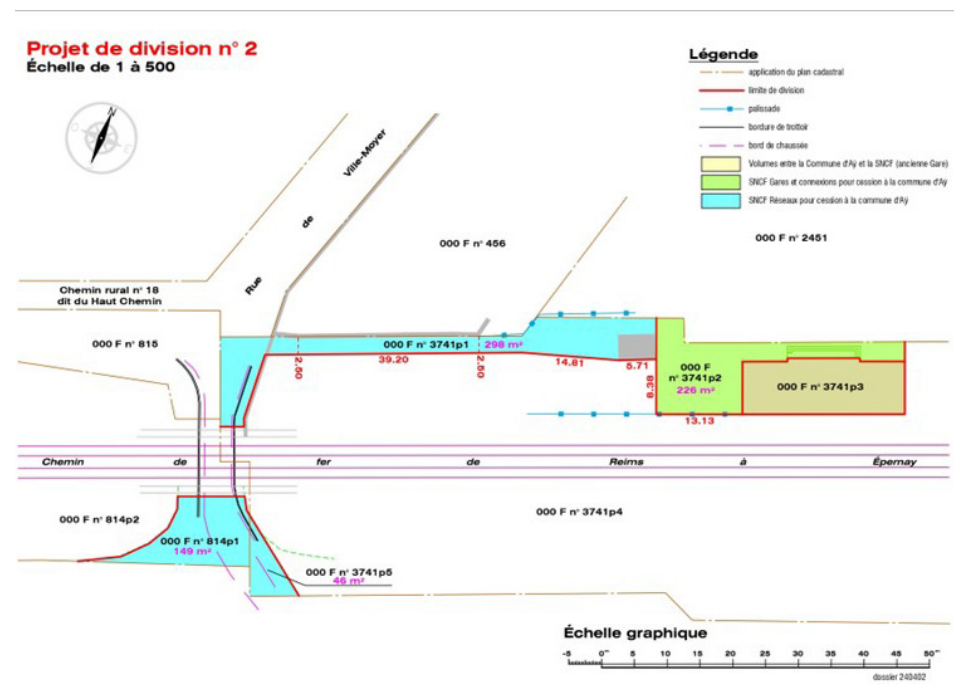 Projet de division n° 2
Échelle de 1 à 500
N
E
O
Légende
application du plan cadastral
limite de division
palissade
bordure de trottoir
bord de chaussée
Volumes entre la Commune d'Aÿ et la SNCF (ancienne Gare)
SNCF Gares et connexions pour cession à la commune d'Aÿ
SNCF Réseaux pour cession à la commune d'Aÿ
Rue de Ville-Moyer
000 F n° 456
000 F n° 2451
Chemin rural n° 18
dit du Haut Chemin
000 F n° 815
000 F n° 3741p1
298 m²
2.50
39.20
2.50
14.81
5.71
8.38
000 F
n° 3741p2
226 m²
000 F n° 3741p3
13.13
Chemin de fer de Reims à Épernay
000 F n° 814p2
000 F n° 3741p4
000 F n° 814p1
149 m²
000 F n° 3741p5
46 m²
Échelle graphique
-5 0m 5 10 15 20 25 30 35 40 45 50m
dossier 240402